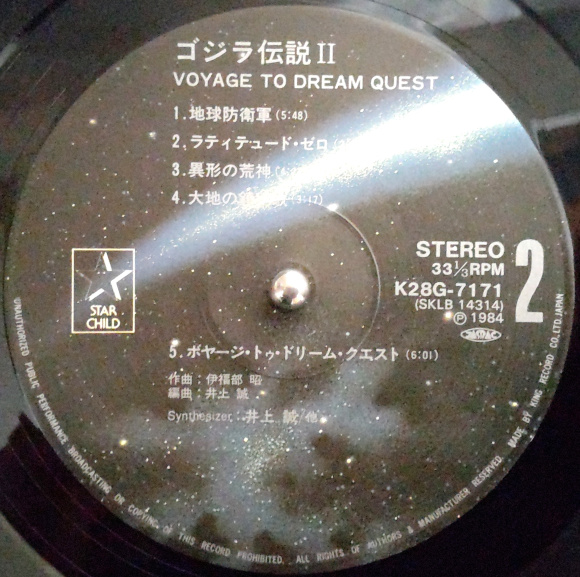 ゴジラ伝説II
VOYAGE TO DREAM QUEST
1.地球防衛軍(5:48)
2.ラティテュード・ゼロ
3.異形の荒神
4.大地の
STAR
CHILD
STEREO
33⅓RPM
K28G-7171
(SKLB 14314)
Ⓟ1984
2
5.ボヤージ・トゥ・ドリーム・クエスト(6:01)
作曲:伊福部 昭
編曲:井上 誠
Synthesizer:井上 誠 他
UNAUTHORIZED PUBLIC PERFORMANCE BROADCASTING OR COPYING OF THIS RECORD PROHIBITED. ALL RIGHTS OF AUTHORS & MANUFACTURER RESERVED. MADE BY KING RECORD CO.,LTD.JAPAN